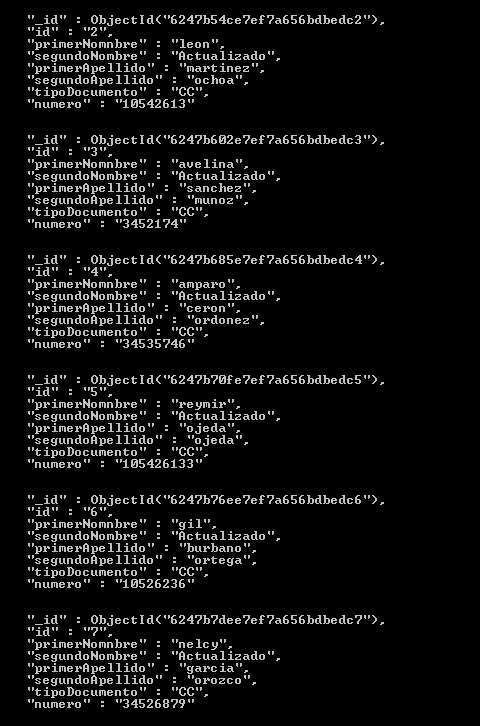 "_id" : ObjectId("6247b54ce7ef7a656bdbedc2"),
"id" : "2",
"primerNomnbre" : "leon",
"segundoNombre" : "Actualizado",
"primerApellido" : "martinez",
"segundoApellido" : "ochoa",
"tipoDocumento" : "CC",
"numero" : "10542613"
"_id" : ObjectId("6247b602e7ef7a656bdbedc3"),
"id" : "3",
"primerNomnbre" : "avelina",
"segundoNombre" : "Actualizado",
"primerApellido" : "sanchez",
"segundoApellido" : "munoz",
"tipoDocumento" : "CC",
"numero" : "3452174"
"_id" : ObjectId("6247b685e7ef7a656bdbedc4"),
"id" : "4",
"primerNomnbre" : "amparo",
"segundoNombre" : "Actualizado",
"primerApellido" : "ceron",
"segundoApellido" : "ordonez",
"tipoDocumento" : "CC",
"numero" : "34535746"
"_id" : ObjectId("6247b70fe7ef7a656bdbedc5"),
"id" : "5",
"primerNomnbre" : "reymir",
"segundoNombre" : "Actualizado",
"primerApellido" : "ojeda",
"segundoApellido" : "ojeda",
"tipoDocumento" : "CC",
"numero" : "105426133"
"_id" : ObjectId("6247b76ee7ef7a656bdbedc6"),
"id" : "6",
"primerNomnbre" : "gil",
"segundoNombre" : "Actualizado",
"primerApellido" : "burbano",
"segundoApellido" : "ortega",
"tipoDocumento" : "CC",
"numero" : "10526236"
"_id" : ObjectId("6247b7dee7ef7a656bdbedc7"),
"id" : "7",
"primerNomnbre" : "nelcy",
"segundoNombre" : "Actualizado",
"primerApellido" : "garcia",
"segundoApellido" : "orozco",
"tipoDocumento" : "CC",
"numero" : "34526879"